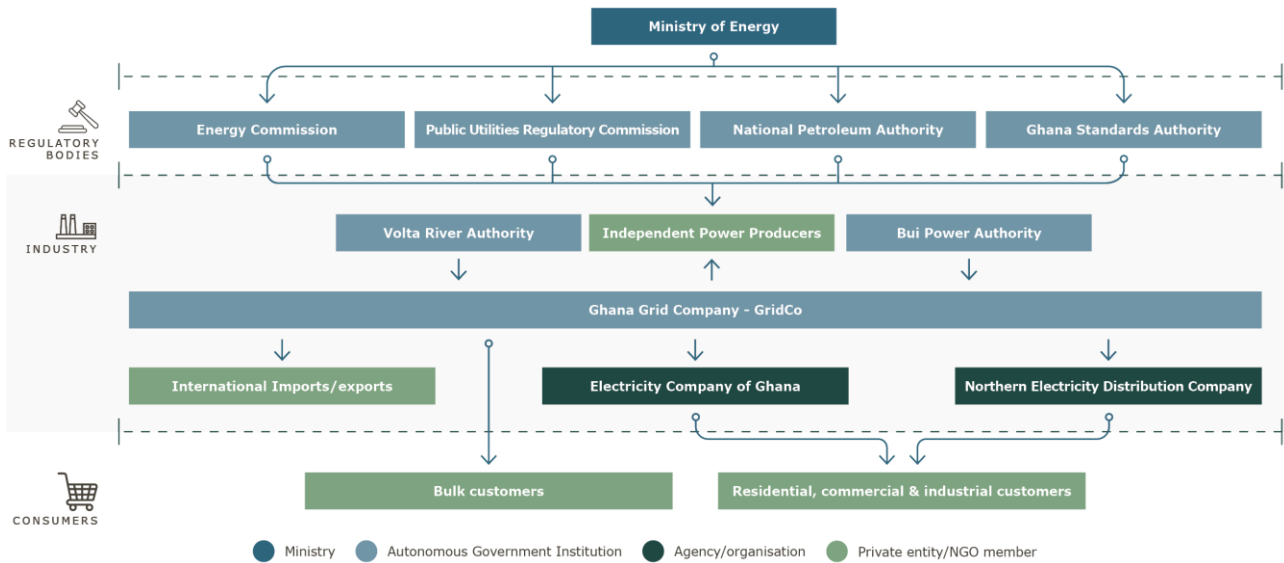 Ministry of Energy
REGULATORY
BODIES
Energy Commission
Public Utilities Regulatory Commission
National Petroleum Authority
Ghana Standards Authority
INDUSTRY
Volta River Authority
Independent Power Producers
Bui Power Authority
Ghana Grid Company - GridCo
International Imports/exports
Electricity Company of Ghana
Northern Electricity Distribution Company
CONSUMERS
Bulk customers
Residential, commercial & industrial customers
Ministry
Autonomous Government Institution
Agency/organisation
Private entity/NGO member